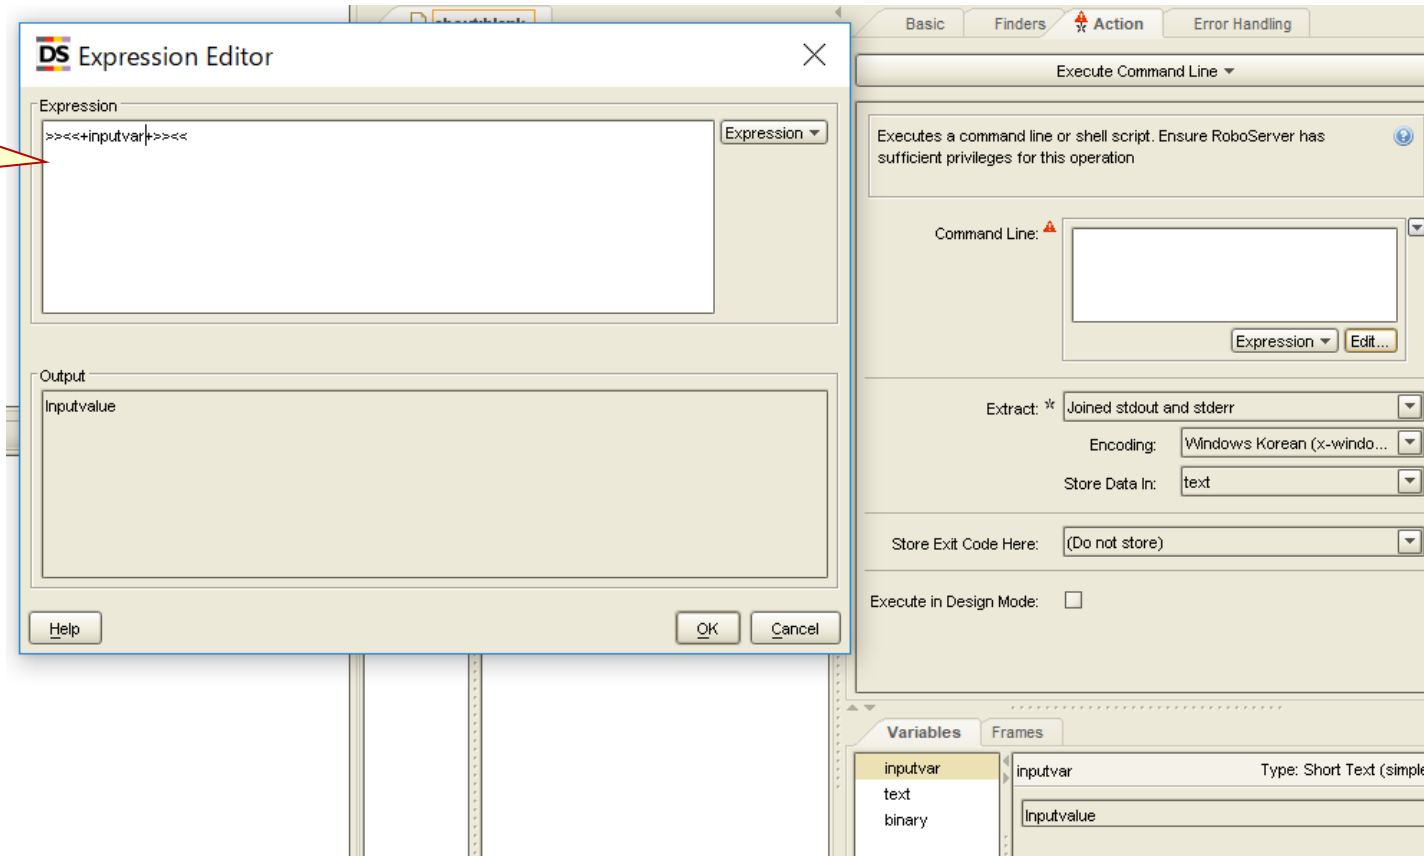 about:blank
DS Expression Editor
Expression
>><<+inputvar+>><<
Expression
Output
Inputvalue
Help
OK
Cancel
Basic
Finders
Action
Error Handling
Execute Command Line
Executes a command line or shell script. Ensure RoboServer has
sufficient privileges for this operation
Command Line:
Expression
Edit...
Extract: * Joined stdout and stderr
Encoding: Windows Korean (x-windo...
Store Data In: text
Store Exit Code Here: (Do not store)
Execute in Design Mode:
Variables
Frames
inputvar
text
binary
inputvar
Type: Short Text (simple
Inputvalue